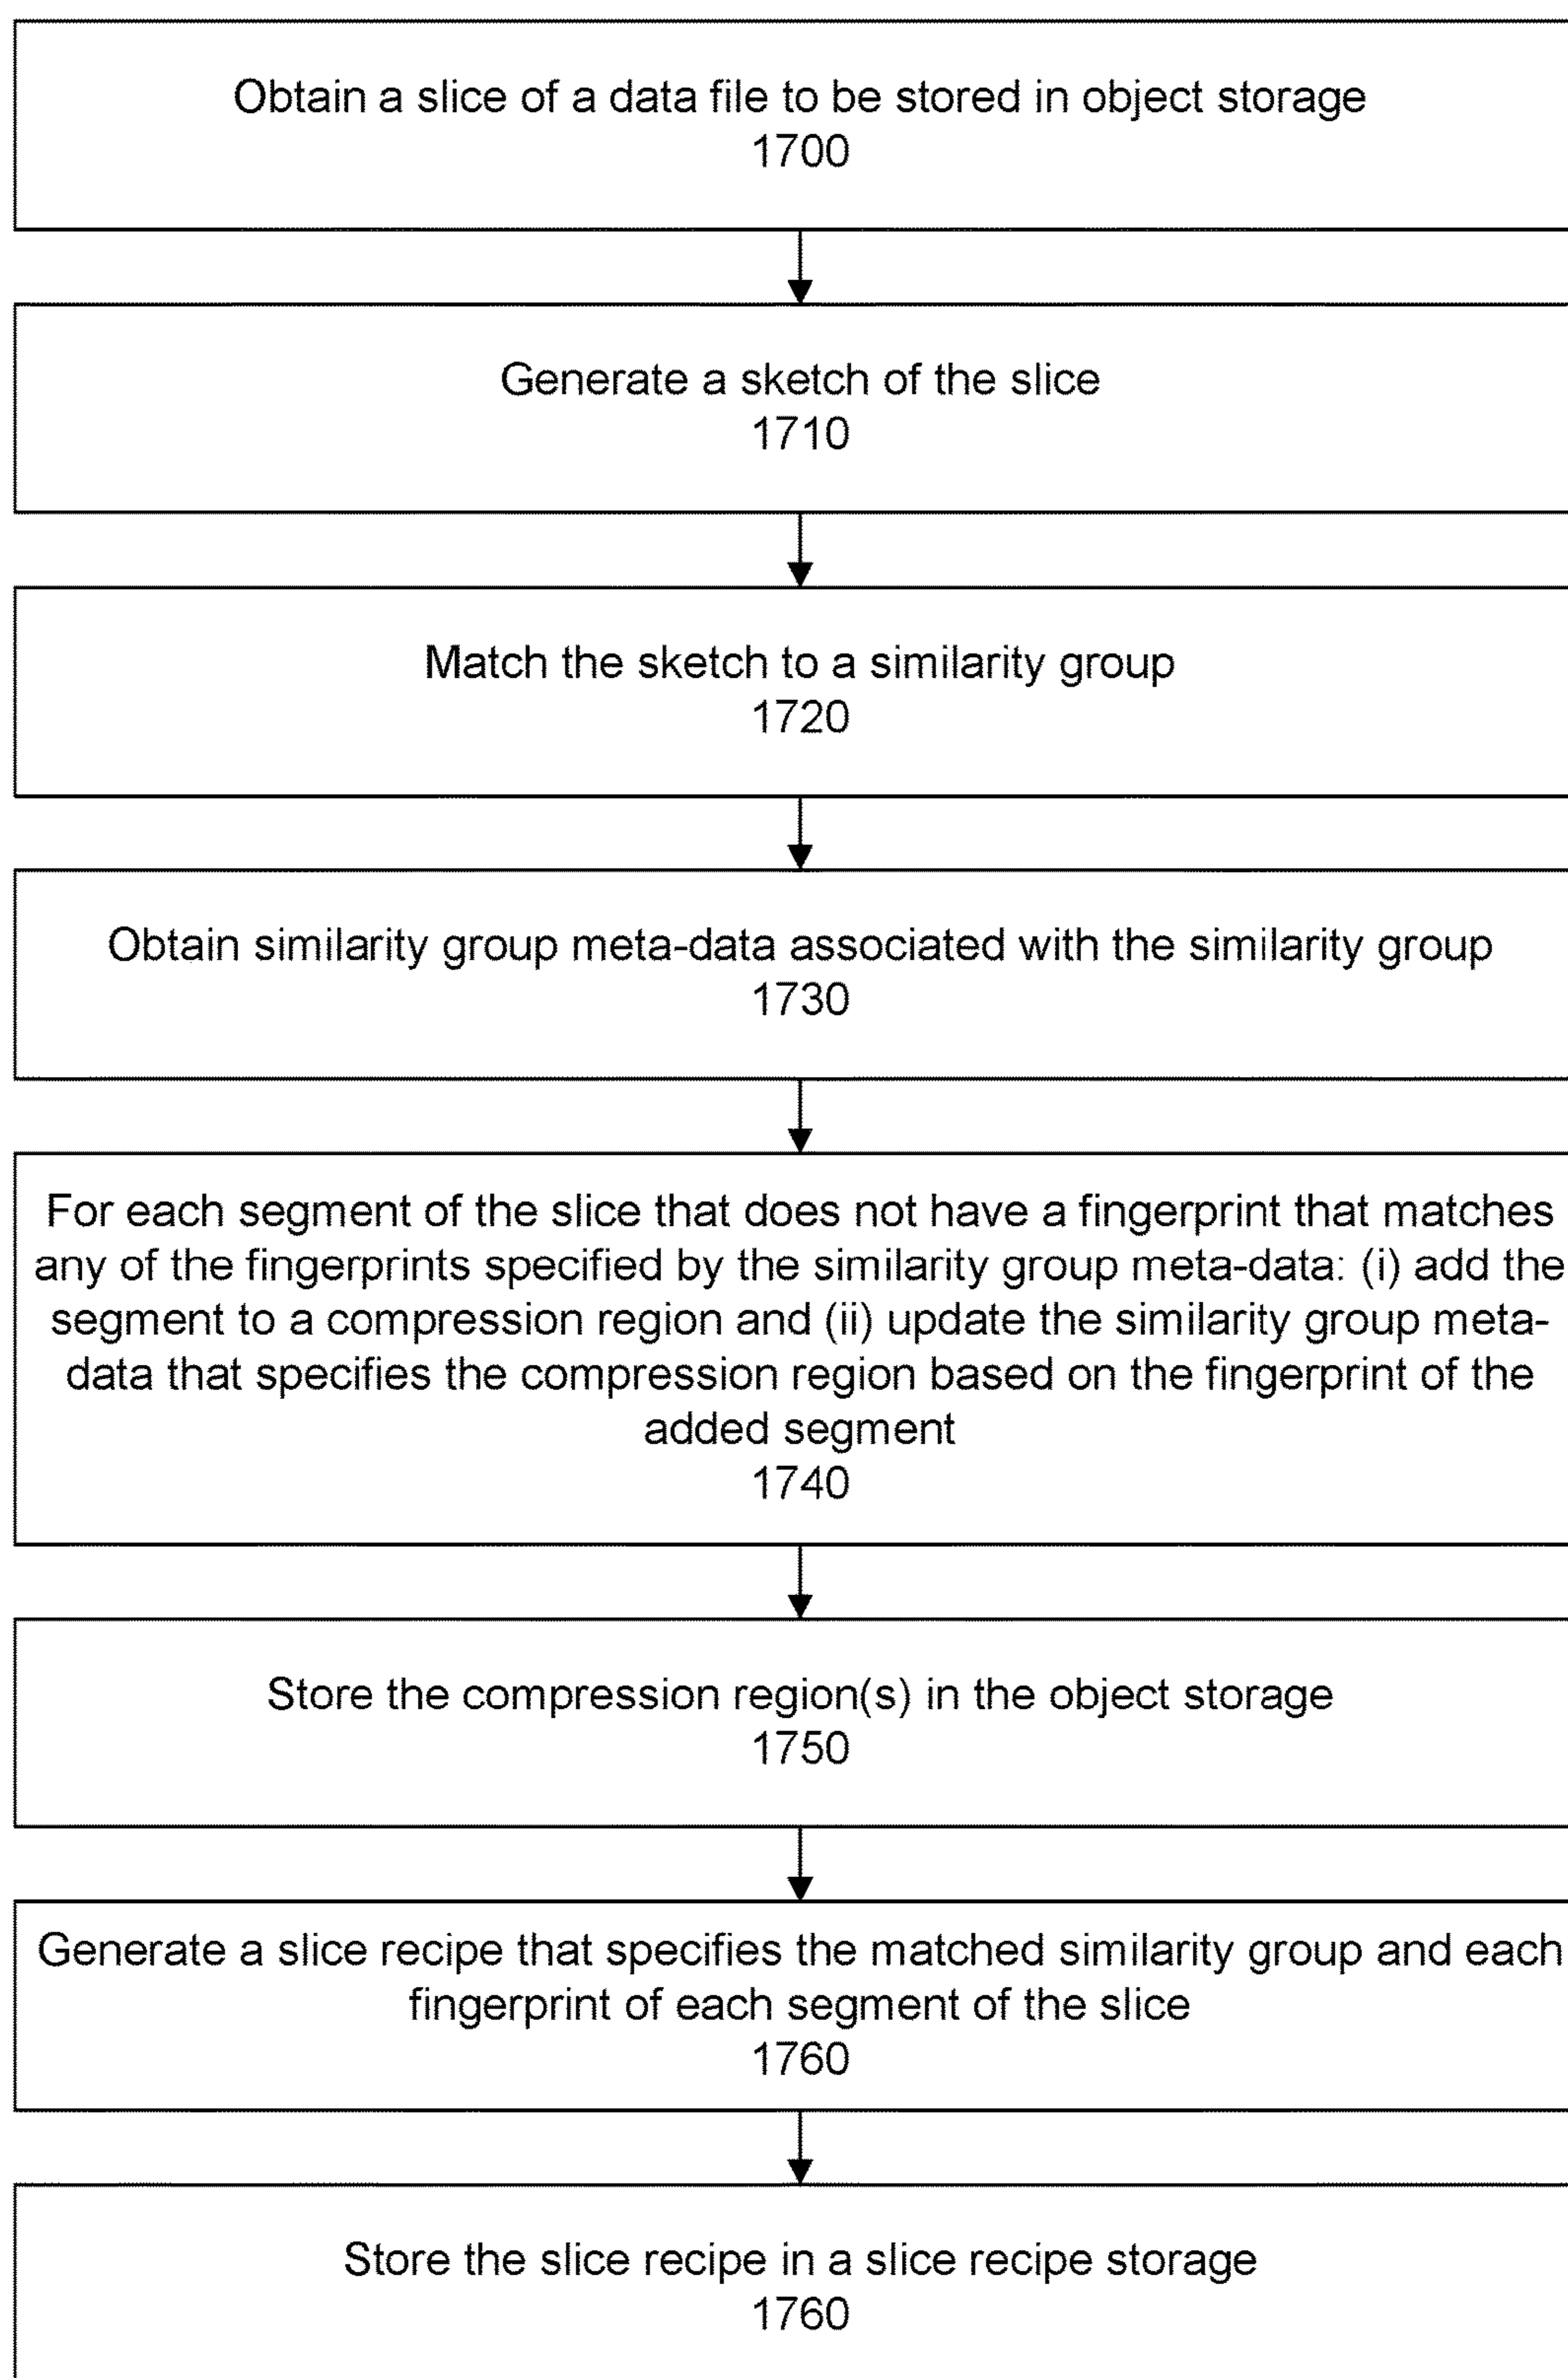 Obtain a slice of a data file to be stored in object storage
1700
Generate a sketch of the slice
1710
Match the sketch to a similarity group
1720
Obtain similarity group meta-data associated with the similarity group
1730
For each segment of the slice that does not have a fingerprint that matches
any of the fingerprints specified by the similarity group meta-data: (i) add the
segment to a compression region and (ii) update the similarity group meta-
data that specifies the compression region based on the fingerprint of the
added segment
1740
Store the compression region(s) in the object storage
1750
Generate a slice recipe that specifies the matched similarity group and each
fingerprint of each segment of the slice
1760
Store the slice recipe in a slice recipe storage
1760